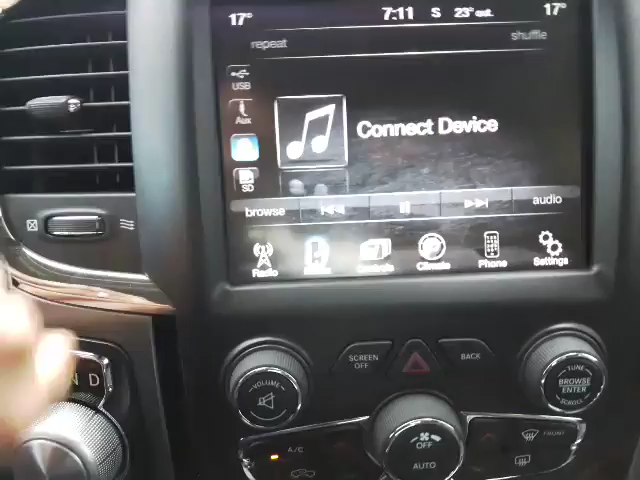 17° 7:11 S 23° out. 17°
repeat shuffle
USB
Aux
Connect Device
SD
browse audio
Radio Controls Climate Phone Settings
N D
VOLUME
SCREEN OFF
BACK
TUNE
BROWSE
ENTER
SCROLL
A/C
OFF
AUTO
FRONT